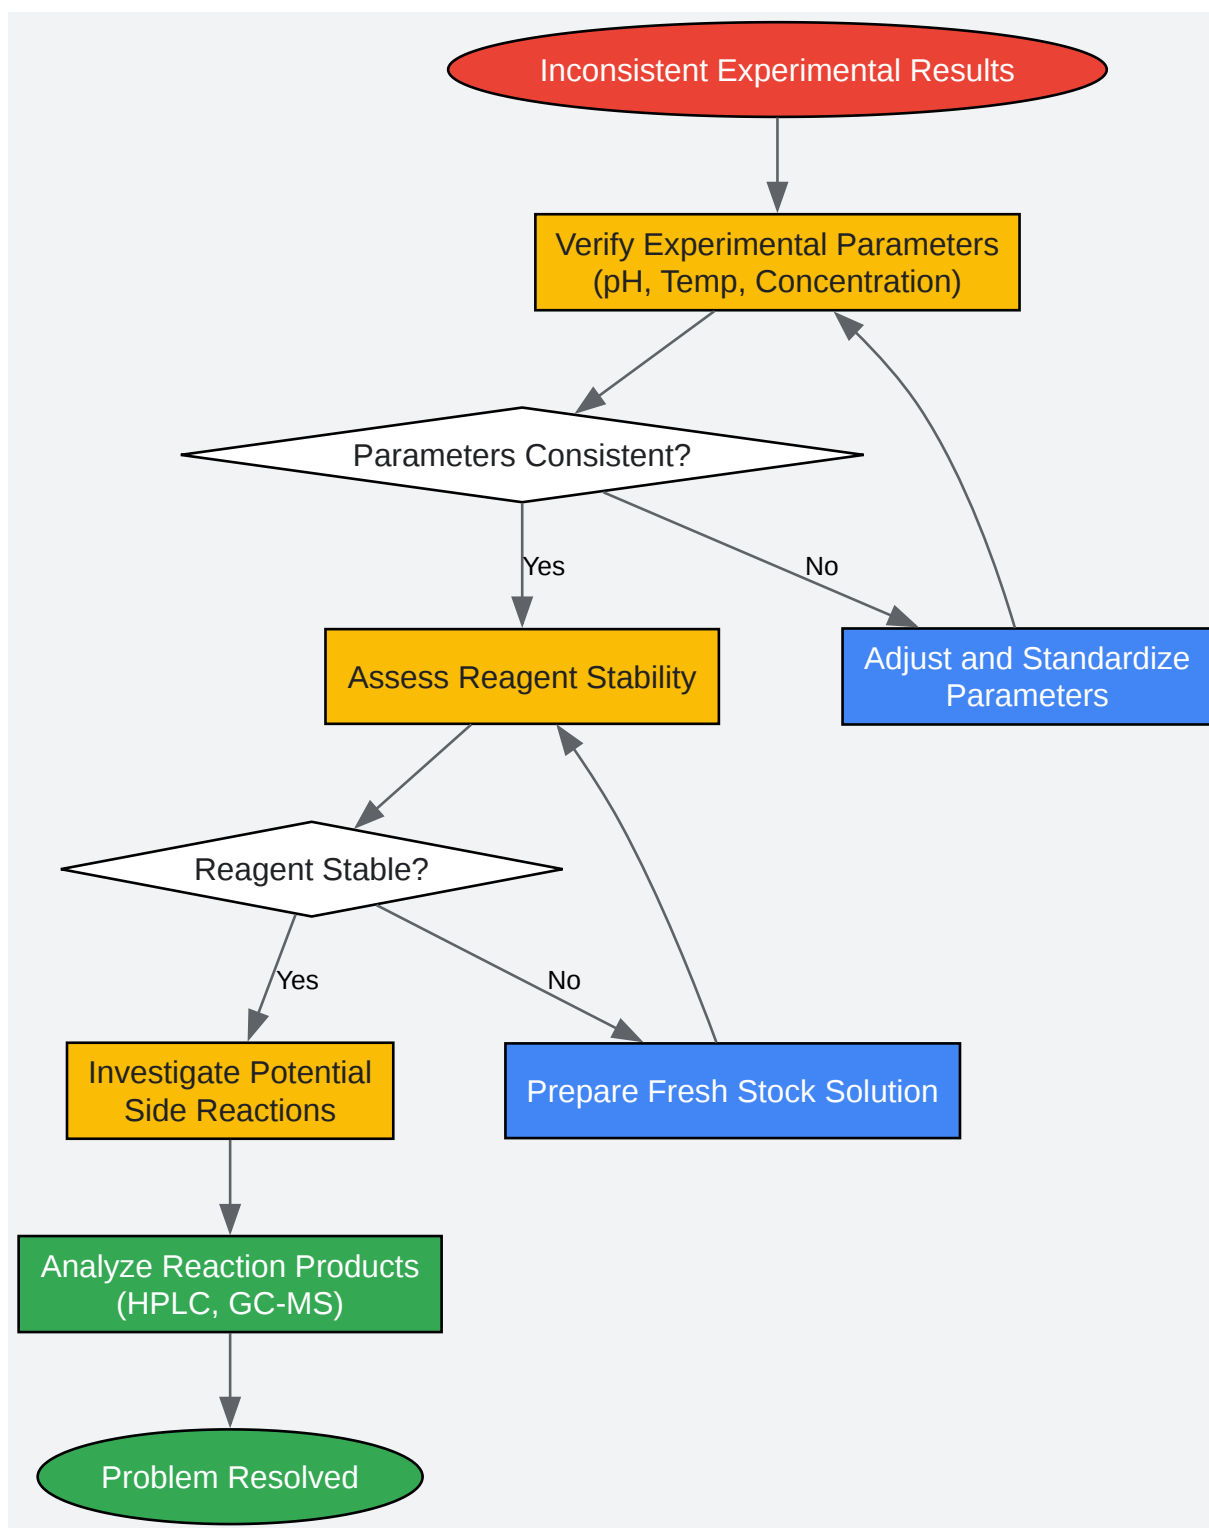 Inconsistent Experimental Results
Verify Experimental Parameters
(pH, Temp, Concentration)
Parameters Consistent?
Yes
No
Assess Reagent Stability
Adjust and Standardize
Parameters
Reagent Stable?
Yes
No
Investigate Potential
Side Reactions
Prepare Fresh Stock Solution
Analyze Reaction Products
(HPLC, GC-MS)
Problem Resolved